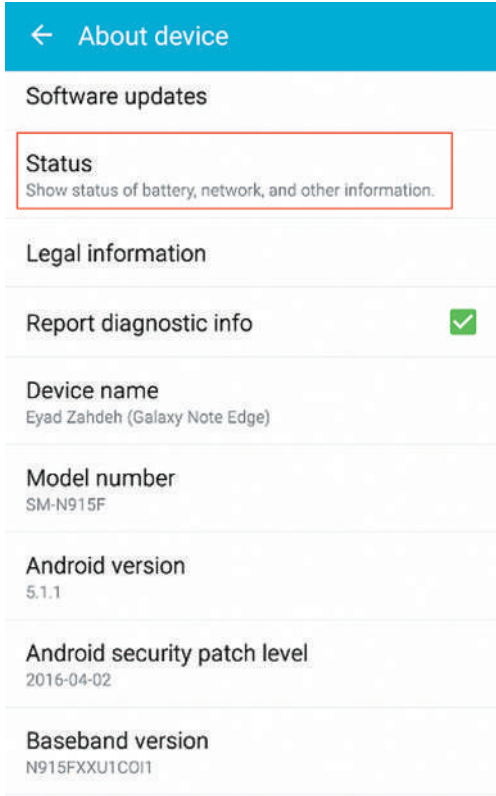 About device
Software updates
Status
Show status of battery, network, and other information.
Legal information
Report diagnostic info
Device name
Eyad Zahdeh (Galaxy Note Edge)
Model number
SM-N915F
Android version
5.1.1
Android security patch level
2016-04-02
Baseband version
N915FXXU1COI1